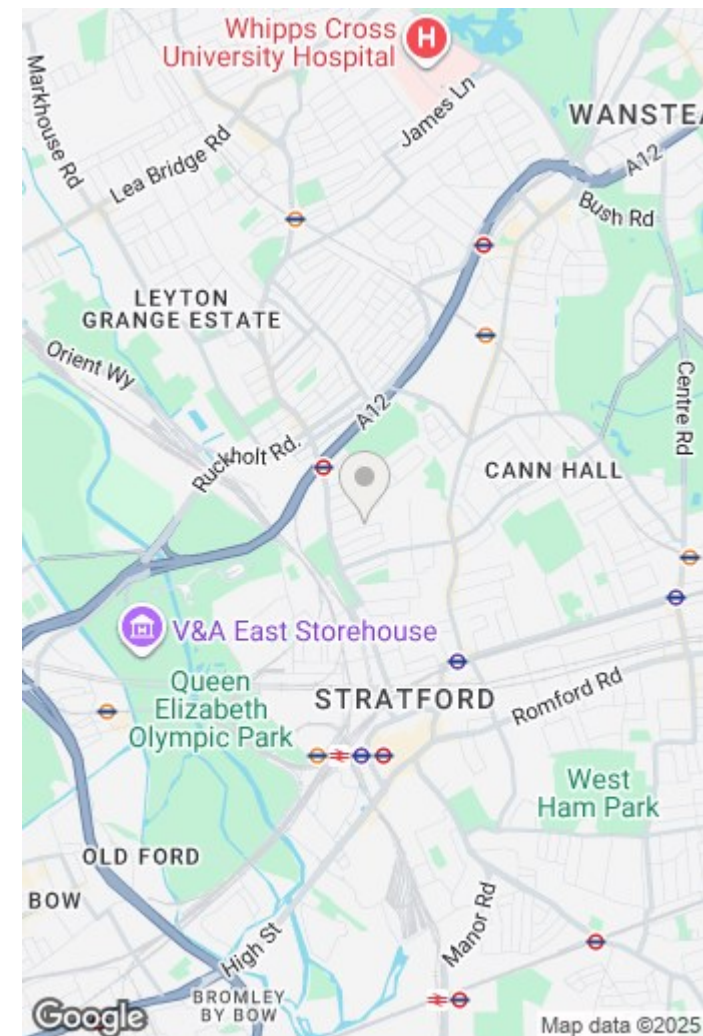 Whipps Cross
University Hospital
H
Markhouse Rd
James Ln
WANSTEA
Lea Bridge Rd
A12
Bush Rd
LEYTON
GRANGE ESTATE
Orient Wy
Centre Rd
A12
Ruckholt Rd.
CANN HALL
V&A East Storehouse
Queen
Elizabeth
Olympic Park
STRATFORD
Romford Rd
West
Ham Park
OLD FORD
BOW
Manor Rd
High St
BROMLEY
BY BOW
Google
Map data ©2025